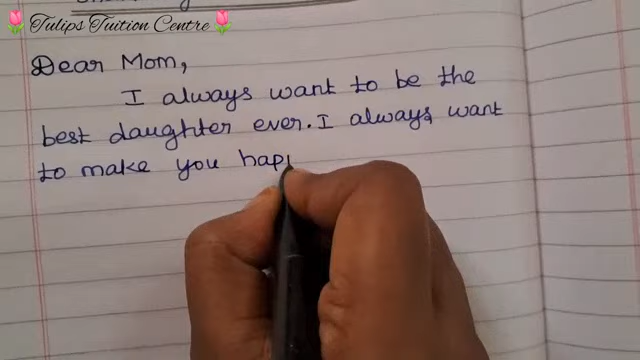 🌷Tulips Tuition Centre🌷
Dear Mom,
I always want to be the
best daughter ever. I always want
to make you hap